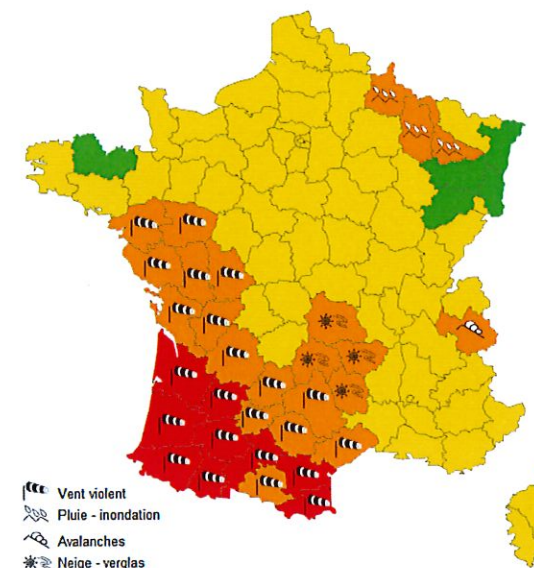 Vent violent
Pluie - inondation
Avalanches
Neige - verglas